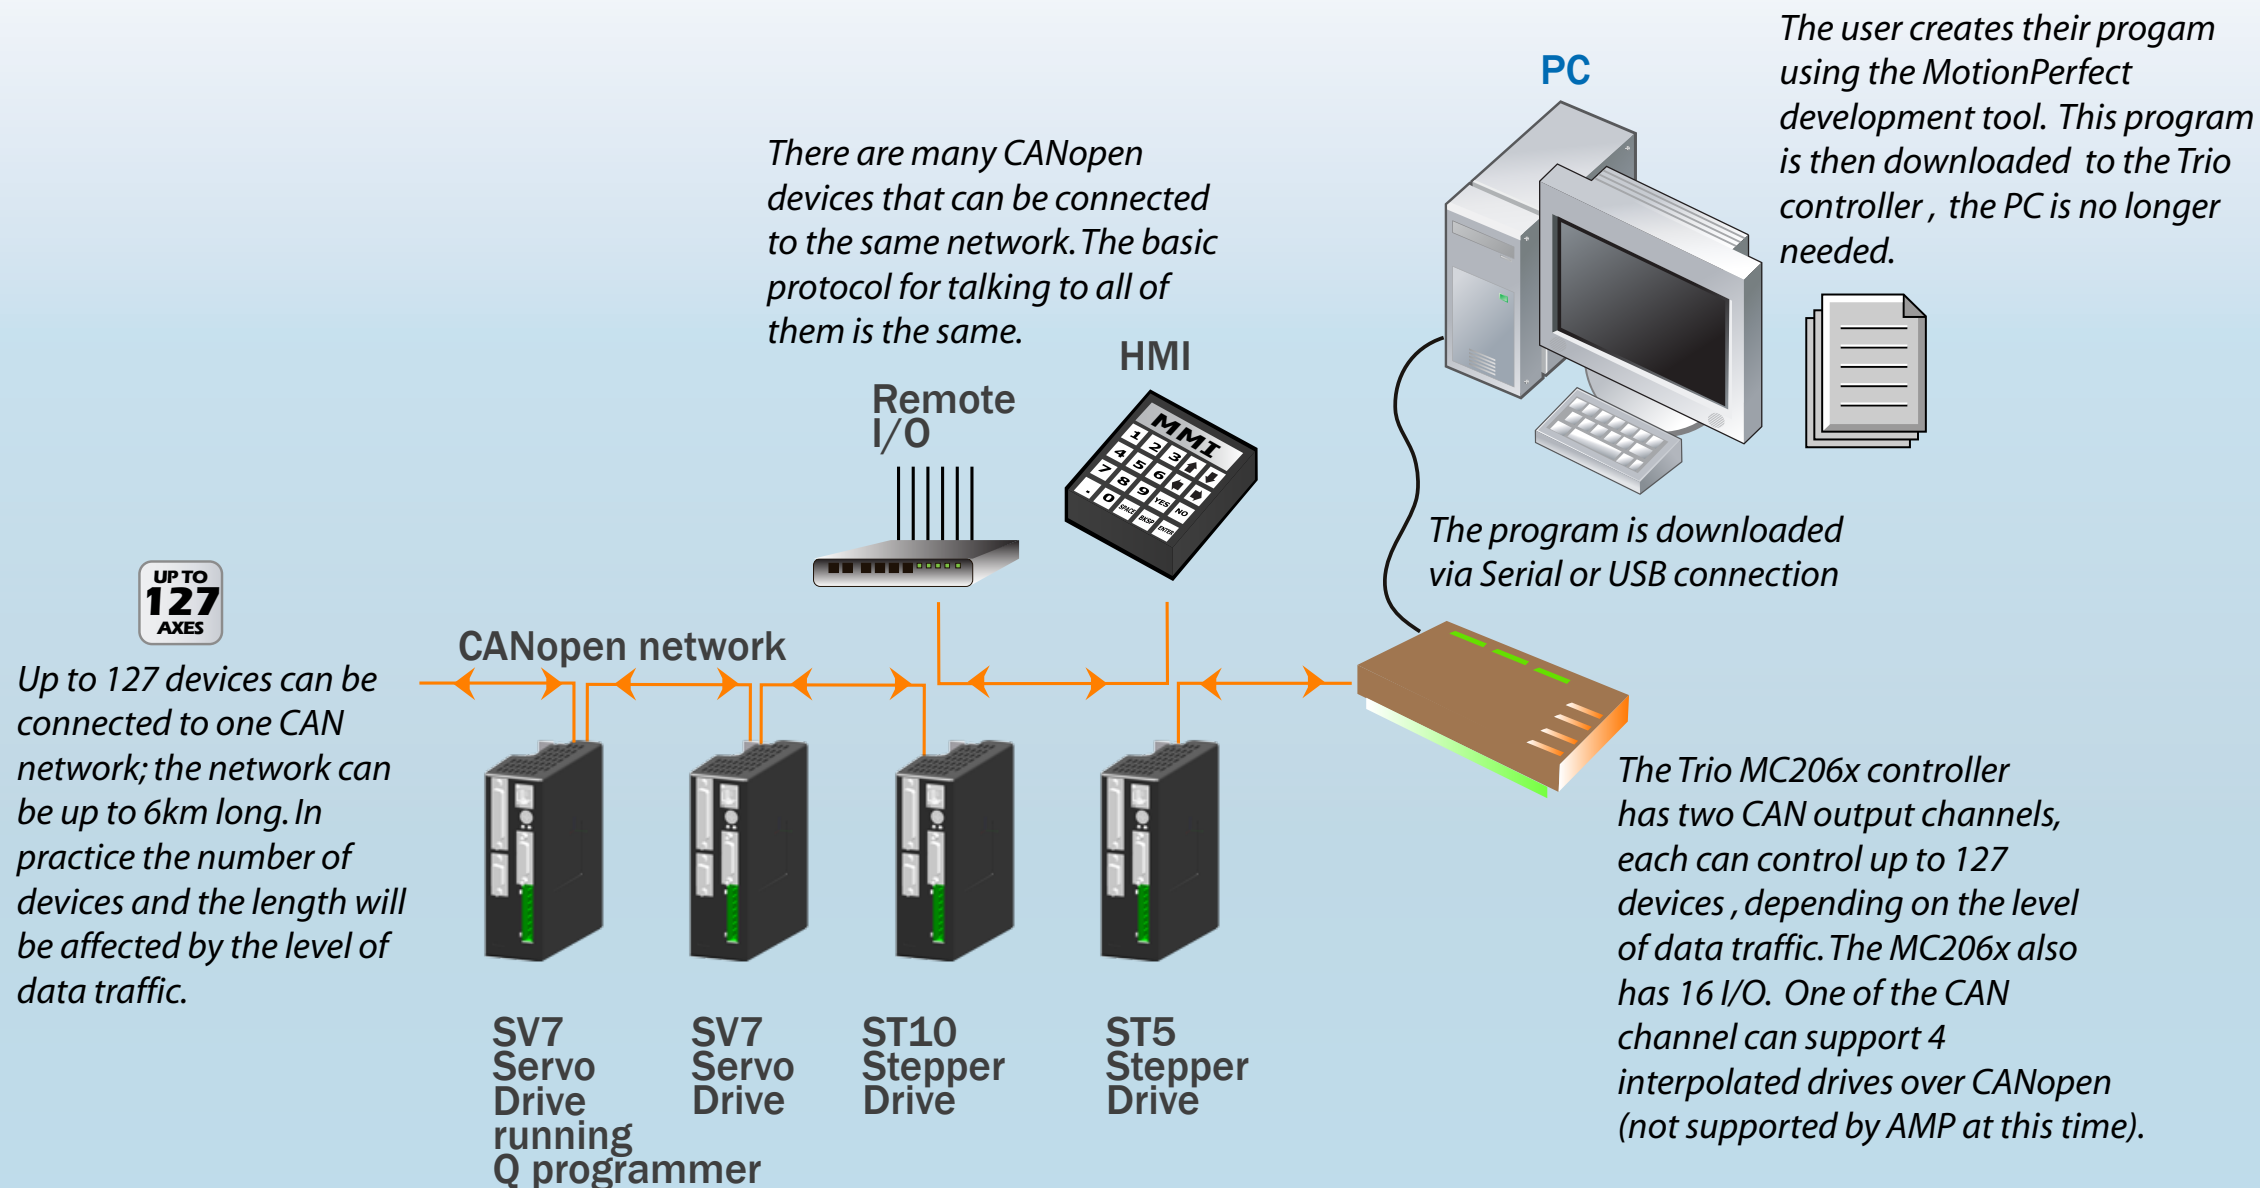 The user creates their progam
using the MotionPerfect
development tool. This program
is then downloaded to the Trio
controller , the PC is no longer
needed.
PC
There are many CANopen
devices that can be connected
to the same network. The basic
protocol for talking to all of
them is the same.
HMI
Remote
I/O
MMI
1 2 3
4 5 6
7 8 9 YES NO
. 0 SPACE BKSP ENTER
The program is downloaded
via Serial or USB connection
UP TO
127
AXES
CANopen network
Up to 127 devices can be
connected to one CAN
network; the network can
be up to 6km long. In
practice the number of
devices and the length will
be affected by the level of
data traffic.
The Trio MC206x controller
has two CAN output channels,
each can control up to 127
devices , depending on the level
of data traffic. The MC206x also
has 16 I/O. One of the CAN
channel can support 4
interpolated drives over CANopen
(not supported by AMP at this time).
SV7
Servo
Drive
running
Q programmer
SV7
Servo
Drive
ST10
Stepper
Drive
ST5
Stepper
Drive